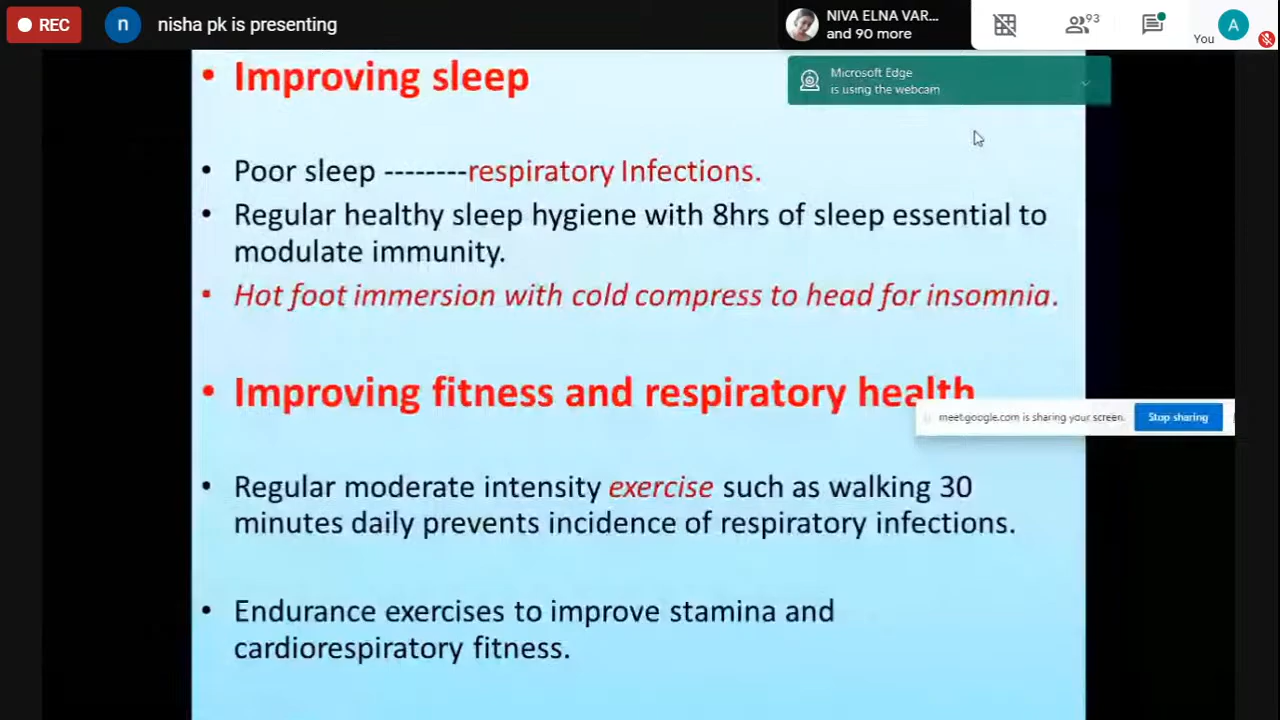 REC
n
nisha pk is presenting
NIVA ELNA VAR...
and 90 more
93
You
A
• Improving sleep
Microsoft Edge
is using the webcam
• Poor sleep --------respiratory Infections.
• Regular healthy sleep hygiene with 8hrs of sleep essential to
modulate immunity.
• Hot foot immersion with cold compress to head for insomnia.
• Improving fitness and respiratory health
meet.google.com is sharing your screen.
Stop sharing
• Regular moderate intensity exercise such as walking 30
minutes daily prevents incidence of respiratory infections.
• Endurance exercises to improve stamina and
cardiorespiratory fitness.